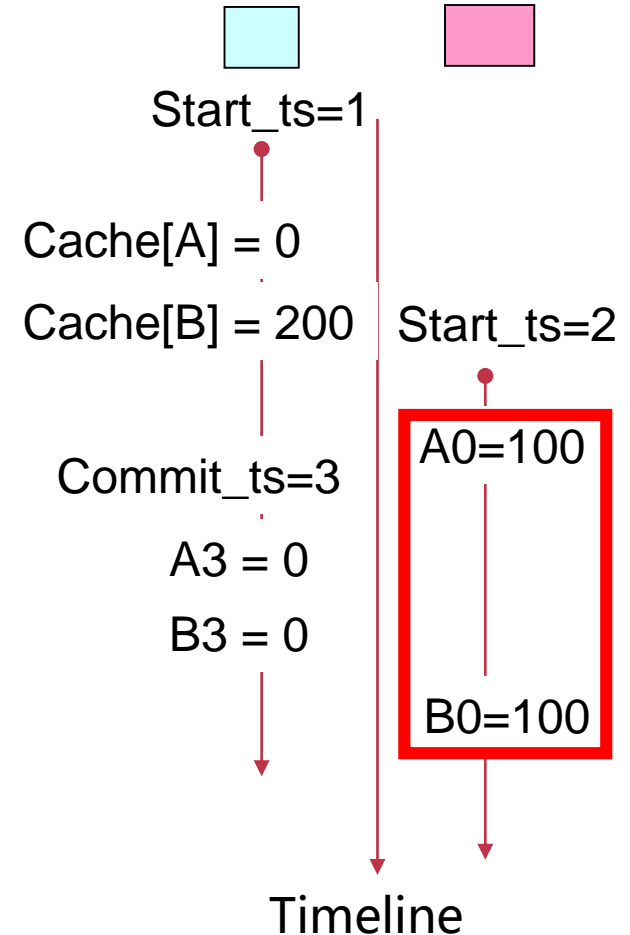 Start_ts=1
Cache[A] = 0
Cache[B] = 200
Start_ts=2
A0=100
Commit_ts=3
A3 = 0
B3 = 0
B0=100
Timeline